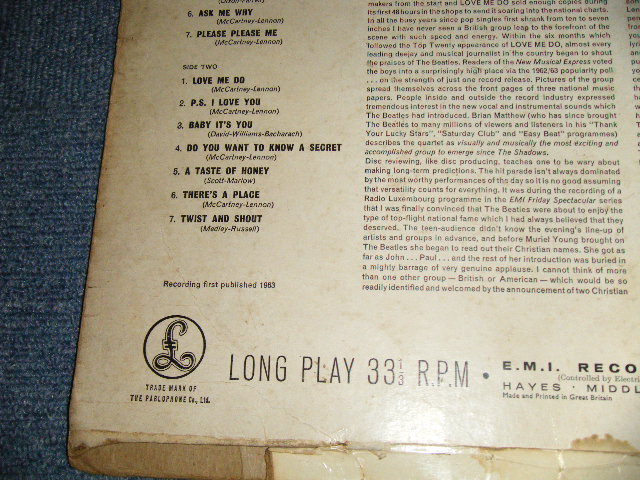 6. ASK ME WHY
(McCartney-Lennon)
7. PLEASE PLEASE ME
(McCartney-Lennon)
SIDE TWO
1. LOVE ME DO
(McCartney-Lennon)
2. P.S. I LOVE YOU
(McCartney-Lennon)
3. BABY IT'S YOU
(David-Williams-Bacharach)
4. DO YOU WANT TO KNOW A SECRET
(McCartney-Lennon)
5. A TASTE OF HONEY
(Scott-Marlow)
6. THERE'S A PLACE
(McCartney-Lennon)
7. TWIST AND SHOUT
(Medley-Russell)
Recording first published 1963
makers from the start and LOVE ME DO sold enough copies during
its first 48 hours in the shops to send it soaring into the national charts.
In all the busy years since pop singles first shrank from ten to seven
inches I have never seen a British group leap to the forefront of the
scene with such speed and energy. Within the six months which
followed the Top Twenty appearance of LOVE ME DO, almost every
leading deejay and musical journalist in the country began to shout
the praises of The Beatles. Readers of the New Musical Express voted
the boys into a surprisingly high place via the 1962/63 popularity poll
. . . on the strength of just one record release. Pictures of the group
spread themselves across the front pages of three national music
papers. People inside and outside the record industry expressed
tremendous interest in the new vocal and instrumental sounds which
The Beatles had introduced. Brian Matthew (who has since brought
The Beatles to many millions of viewers and listeners in his "Thank
Your Lucky Stars", "Saturday Club" and "Easy Beat" programmes)
describes the quartet as visually and musically the most exciting and
accomplished group to emerge since The Shadows.
Disc reviewing, like disc producing, teaches one to be wary about
making long-term predictions. The hit parade isn't always dominated
by the most worthy performances of the day so it is no good assuming
that versatility counts for everything. It was during the recording of a
Radio Luxembourg programme in the EMI Friday Spectacular series
that I was finally convinced that The Beatles were about to enjoy the
type of top-flight national fame which I had always believed that they
deserved. The teen-audience didn't know the evening's line-up of
artists and groups in advance, and before Muriel Young brought on
The Beatles she began to read out their Christian names. She got as
far as John . . . Paul . . . and the rest of her introduction was buried in
a mighty barrage of very genuine applause. I cannot think of more
than one other group — British or American — which would be so
readily identified and welcomed by the announcement of two Christian
£
TRADE MARK OF
THE PARLOPHONE Co., Ltd.
LONG PLAY 33 1/3 R.P.M •
E.M.I. RECO
(Controlled by Electri
HAYES · MIDDL
Made and Printed in Great Britain